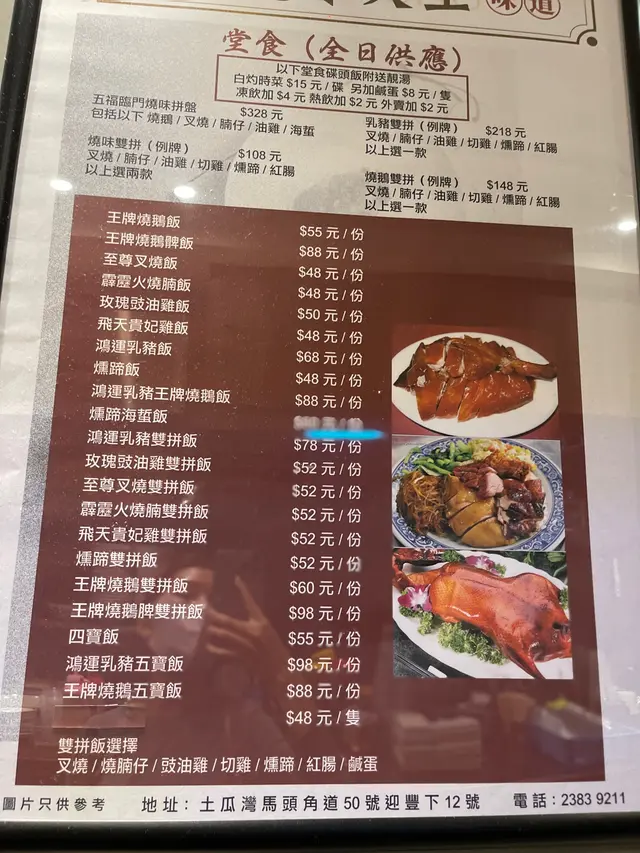 味道
堂食（全日供應）
以下堂食碟頭飯附送靚湯
白灼時菜 $15 元 / 碟 另加鹹蛋 $8 元 / 隻
凍飲加 $4 元 熱飲加 $2 元 外賣加 $2 元
五福臨門燒味拼盤 $328 元
包括以下 燒鵝 / 叉燒 / 腩仔 / 油雞 / 海蜇
乳豬雙拼（例牌） $218 元
叉燒 / 腩仔 / 油雞 / 切雞 / 燻蹄 / 紅腸
以上選一款
燒味雙拼（例牌） $108 元
叉燒 / 腩仔 / 油雞 / 切雞 / 燻蹄 / 紅腸
以上選兩款
燒鵝雙拼（例牌） $148 元
叉燒 / 腩仔 / 油雞 / 切雞 / 燻蹄 / 紅腸
以上選一款
王牌燒鵝飯 $55 元 / 份
王牌燒鵝髀飯 $88 元 / 份
至尊叉燒飯 $48 元 / 份
霹靂火燒腩飯 $48 元 / 份
玫瑰豉油雞飯 $50 元 / 份
飛天貴妃雞飯 $48 元 / 份
鴻運乳豬飯 $68 元 / 份
燻蹄飯 $48 元 / 份
鴻運乳豬王牌燒鵝飯 $88 元 / 份
燻蹄海蜇飯 元 / 份
鴻運乳豬雙拼飯 $78 元 / 份
玫瑰豉油雞雙拼飯 $52 元 / 份
至尊叉燒雙拼飯 $52 元 / 份
霹靂火燒腩雙拼飯 $52 元 / 份
飛天貴妃雞雙拼飯 $52 元 / 份
燻蹄雙拼飯 $52 元 / 份
王牌燒鵝雙拼飯 $60 元 / 份
王牌燒鵝脾雙拼飯 $98 元 / 份
四寶飯 $55 元 / 份
鴻運乳豬五寶飯 $98 元 / 份
王牌燒鵝五寶飯 $88 元 / 份
$48 元 / 隻
雙拼飯選擇
叉燒 / 燒腩仔 / 豉油雞 / 切雞 / 燻蹄 / 紅腸 / 鹹蛋
圖片只供參考 地址: 土瓜灣馬頭角道 50 號迎豐下 12 號 電話 : 2383 9211